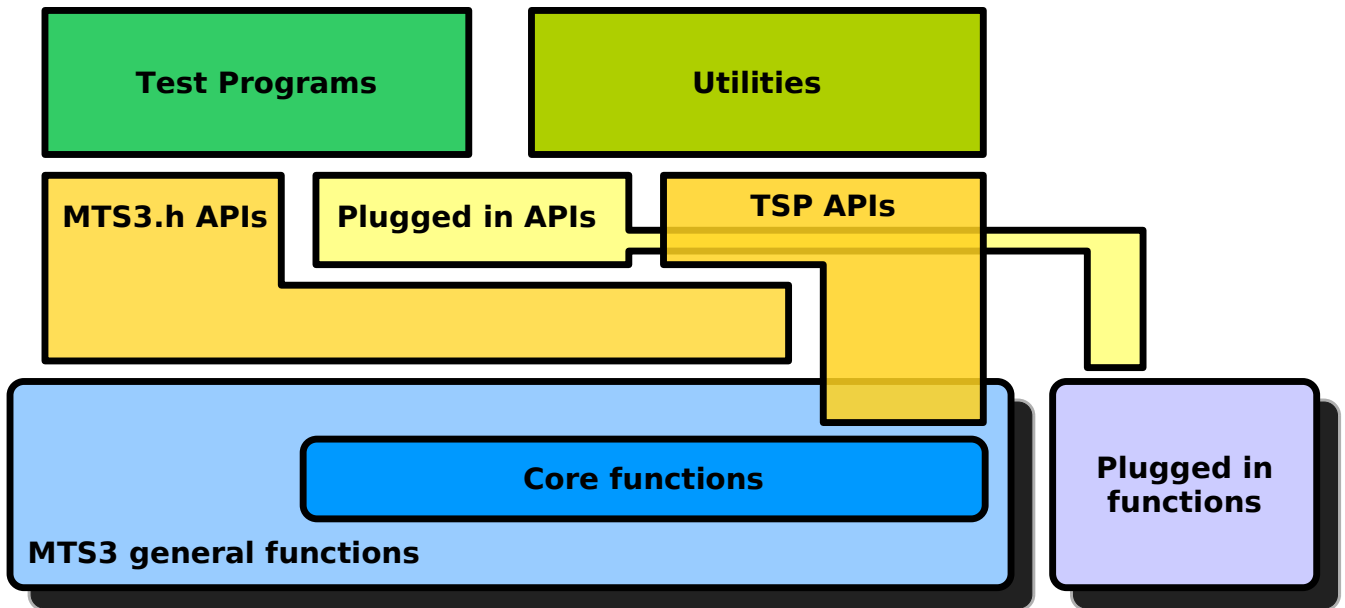 Test Programs
Utilities
MTS3.h APIs
Plugged in APIs
TSP APIs
Core functions
MTS3 general functions
Plugged in
functions